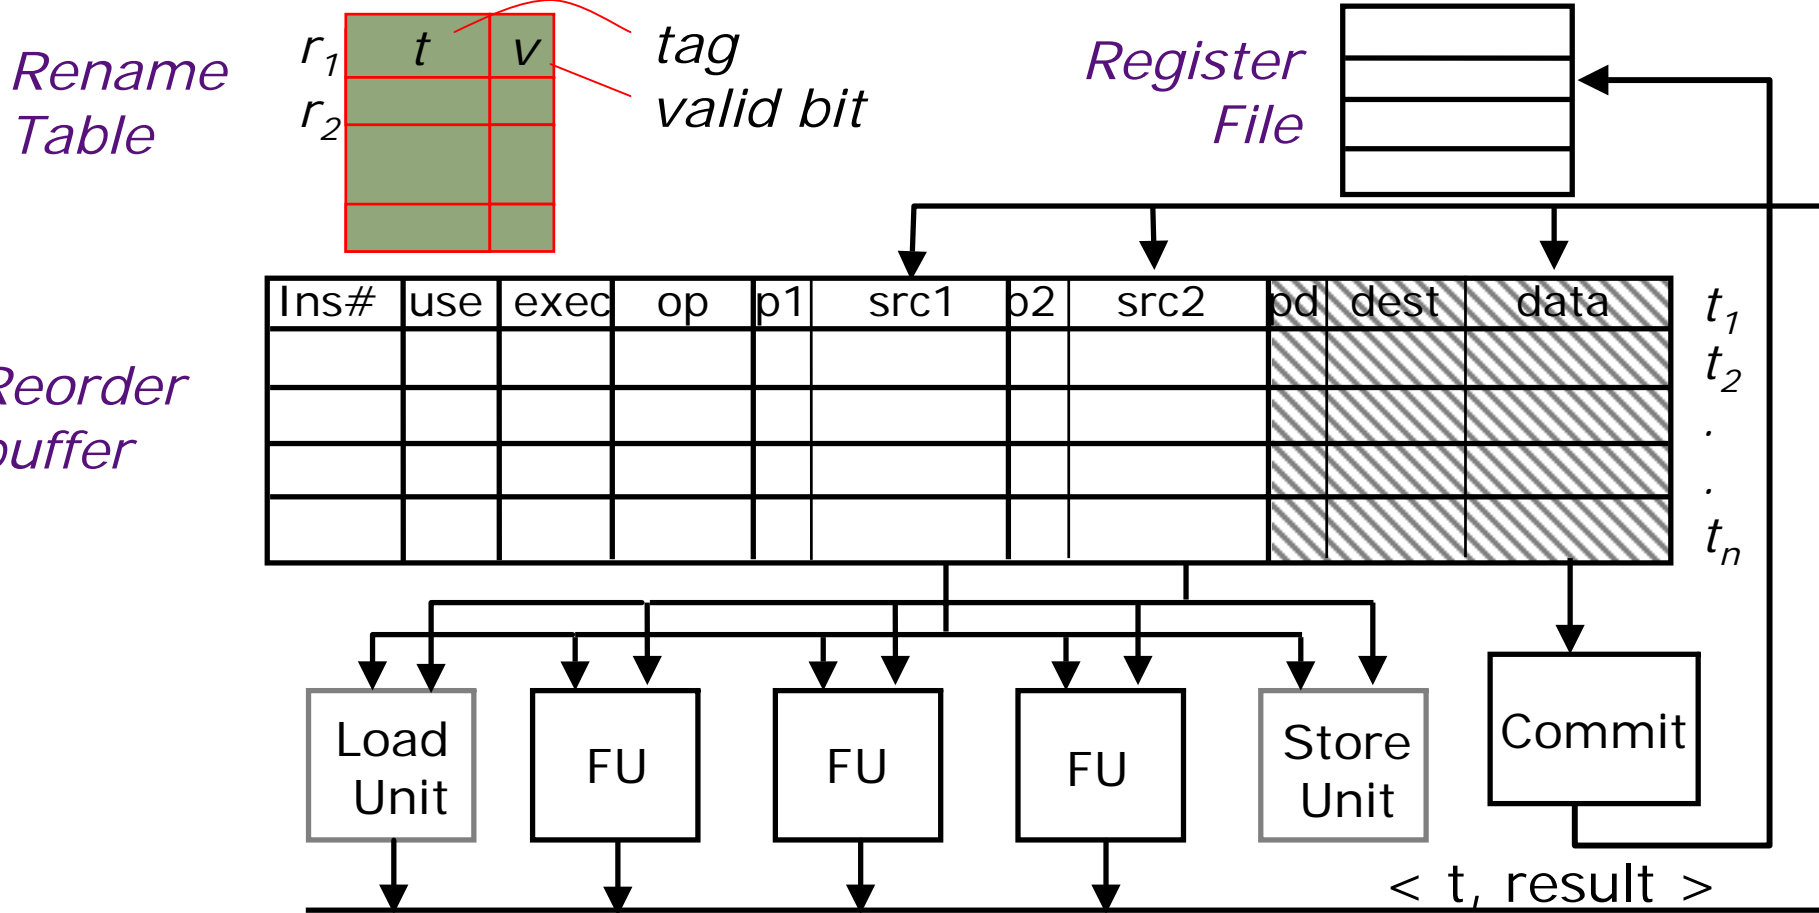 Rename
Table
r1 t v
r2
tag
valid bit
Register
File
Ins# use exec op p1 src1 p2 src2 pd dest data
t1
t2
.
.
tn
Reorder
buffer
Load
Unit
FU
FU
FU
Store
Unit
Commit
< t, result >